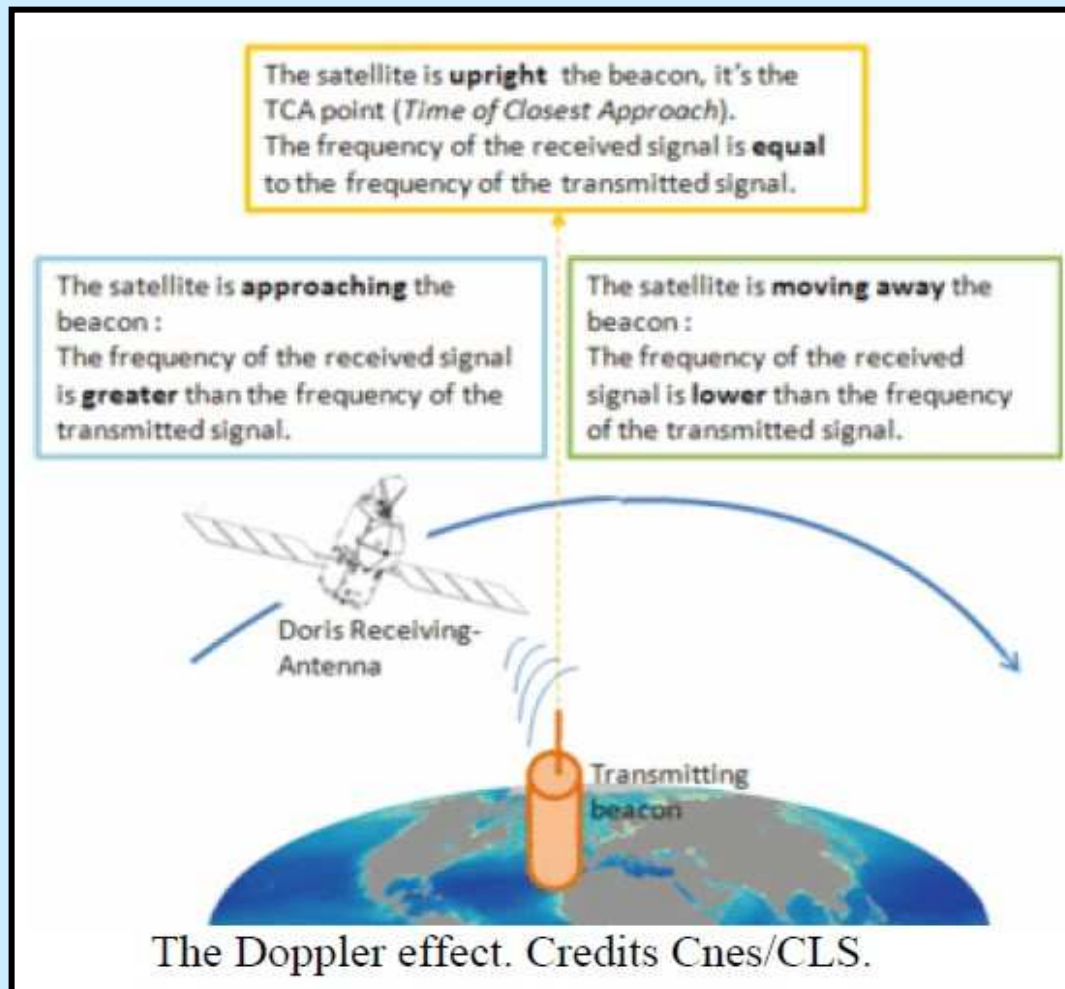 The satellite is upright the beacon, it's the
TCA point (Time of Closest Approach).
The frequency of the received signal is equal
to the frequency of the transmitted signal.
The satellite is approaching the
beacon :
The frequency of the received signal
is greater than the frequency of the
transmitted signal.
The satellite is moving away the
beacon :
The frequency of the received
signal is lower than the frequency
of the transmitted signal.
Doris Receiving-
Antenna
Transmitting
beacon
The Doppler effect. Credits Cnes/CLS.